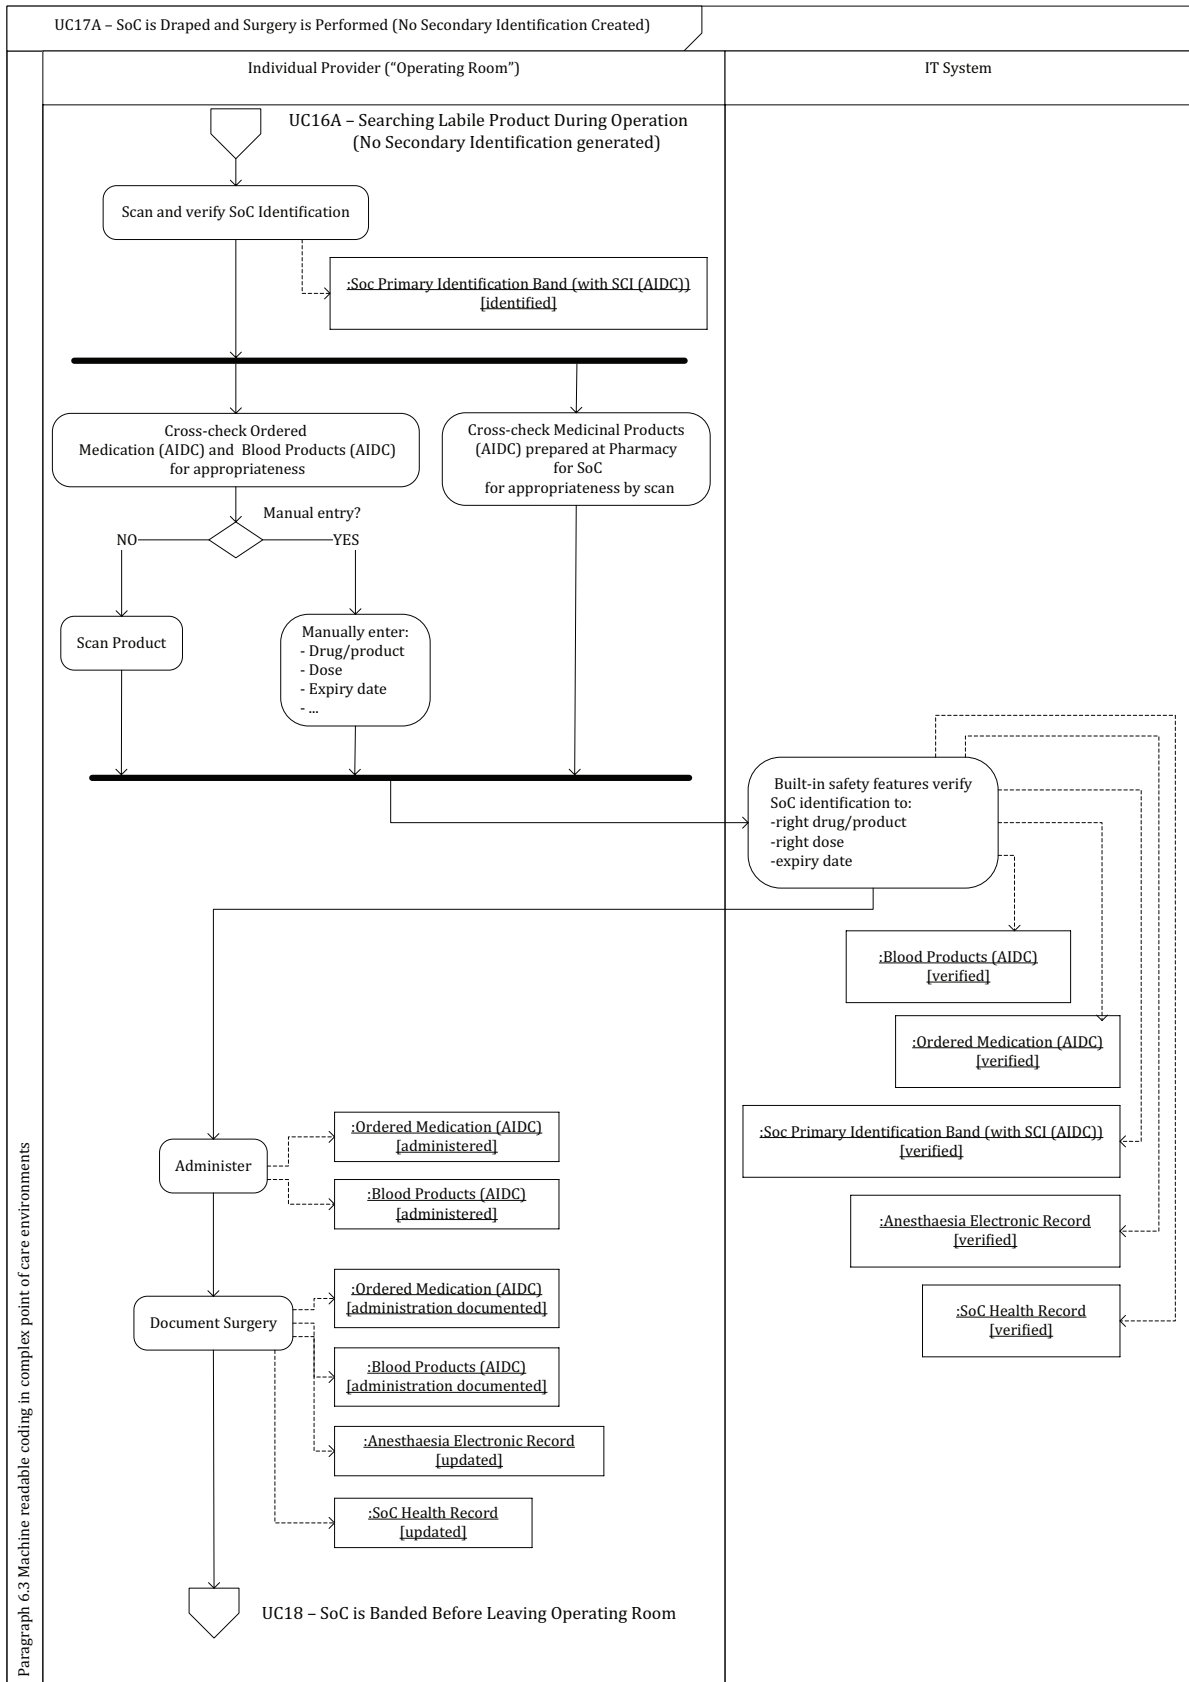 UC17A – SoC is Draped and Surgery is Performed (No Secondary Identification Created)
Individual Provider (“Operating Room”)
IT System
UC16A – Searching Labile Product During Operation
(No Secondary Identification generated)
Scan and verify SoC Identification
:Soc Primary Identification Band (with SCI (AIDC))
[identified]
Cross-check Ordered
Medication (AIDC) and Blood Products (AIDC)
for appropriateness
Cross-check Medicinal Products
(AIDC) prepared at Pharmacy
for SoC
for appropriateness by scan
Manual entry?
NO
YES
Scan Product
Manually enter:
- Drug/product
- Dose
- Expiry date
- ...
Built-in safety features verify
SoC identification to:
-right drug/product
-right dose
-expiry date
:Blood Products (AIDC)
[verified]
:Ordered Medication (AIDC)
[verified]
:Soc Primary Identification Band (with SCI (AIDC))
[verified]
:Anesthaesia Electronic Record
[verified]
:SoC Health Record
[verified]
Administer
:Ordered Medication (AIDC)
[administered]
:Blood Products (AIDC)
[administered]
Document Surgery
:Ordered Medication (AIDC)
[administration documented]
:Blood Products (AIDC)
[administration documented]
:Anesthaesia Electronic Record
[updated]
:SoC Health Record
[updated]
UC18 – SoC is Banded Before Leaving Operating Room
Paragraph 6.3 Machine readable coding in complex point of care environments